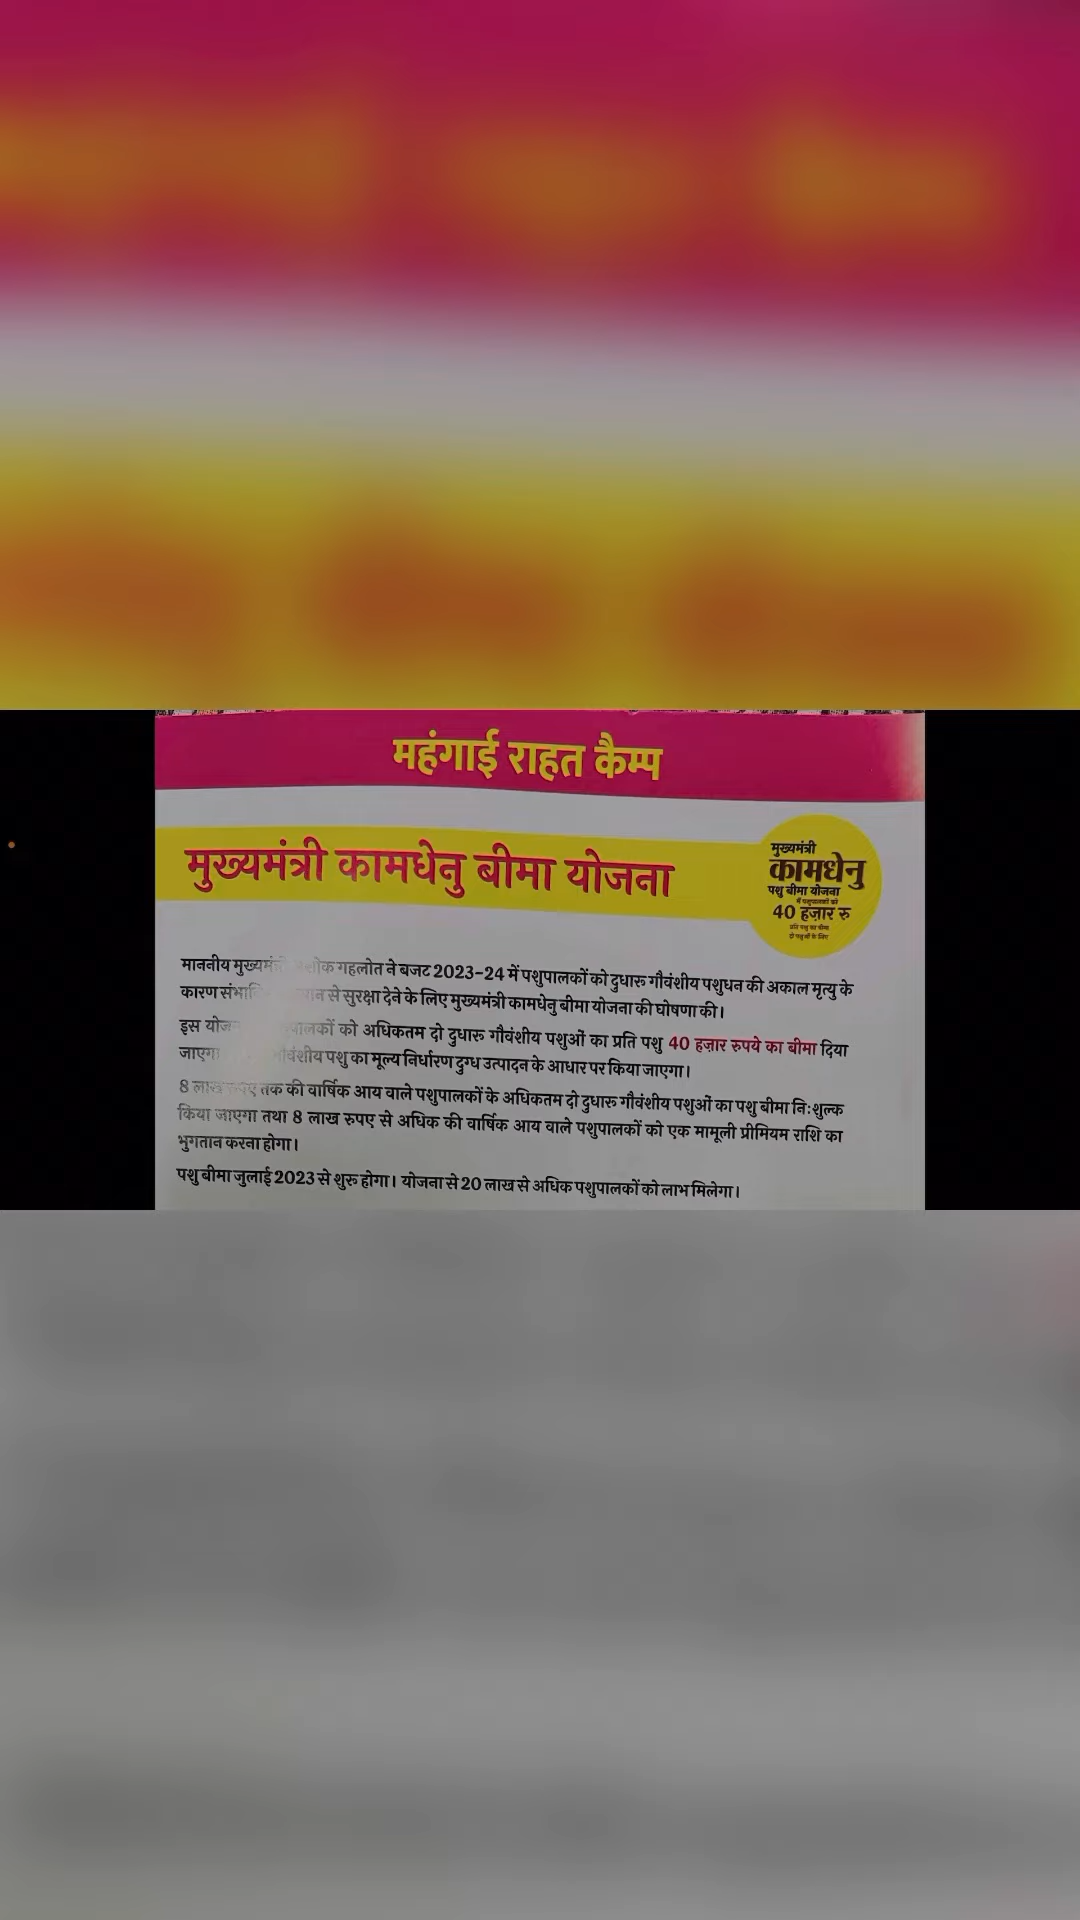 महंगाई राहत कैम्प
मुख्यमंत्री कामधेनु बीमा योजना
मुख्यमंत्री
कामधेनु
पशु बीमा योजना
में पशुपालकों को
40 हज़ार रु
प्रति पशु का बीमा
दो पशुओं के लिए
माननीय मुख्यमंत्री गहलोत ने बजट 2023-24 में पशुपालकों को दुधारू गौवंशीय पशुधन की अकाल मृत्यु के
कारण से सुरक्षा देने के लिए मुख्यमंत्री कामधेनु बीमा योजना की घोषणा की।
इस को अधिकतम दो दुधारू गौवंशीय पशुओं का प्रति पशु 40 हज़ार रुपये का बीमा दिया
जाएगा पशु का मूल्य निर्धारण दुग्ध उत्पादन के आधार पर किया जाएगा।
8 लाख रुपए तक की वार्षिक आय वाले पशुपालकों के अधिकतम दो दुधारू गौवंशीय पशुओं का पशु बीमा निःशुल्क
किया जाएगा तथा 8 लाख रुपए से अधिक की वार्षिक आय वाले पशुपालकों को एक मामूली प्रीमियम राशि का
भुगतान करना होगा।
पशु बीमा जुलाई 2023 से शुरू होगा। योजना से 20 लाख से अधिक पशुपालकों को लाभ मिलेगा।